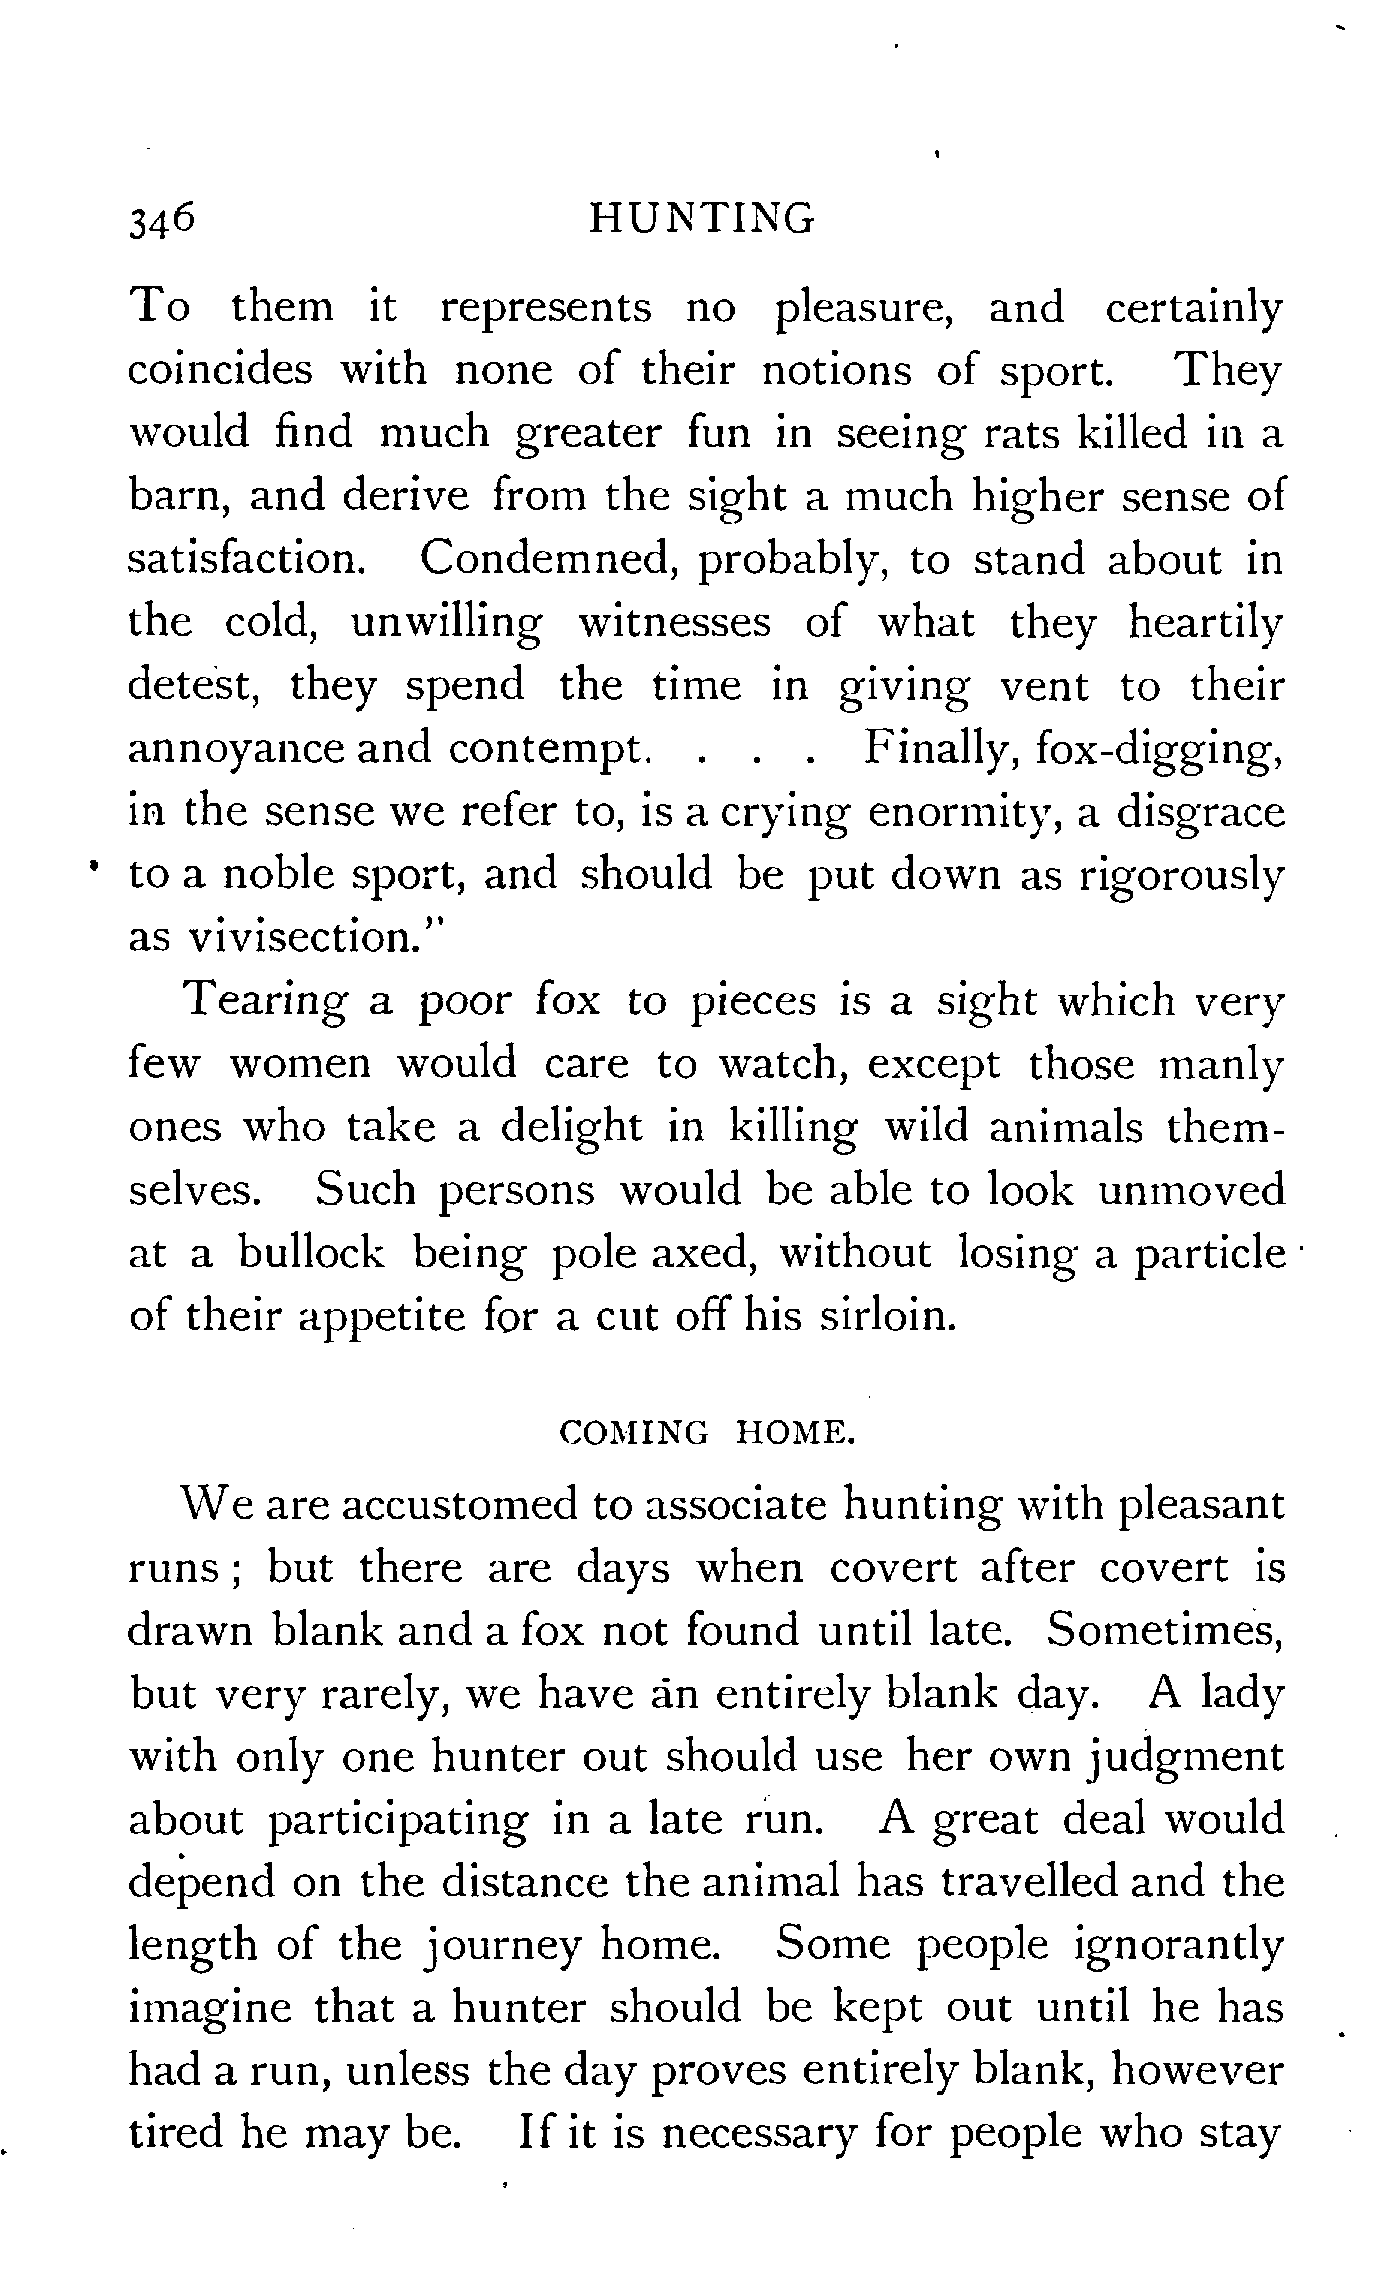 346 HUNTING
To them it represents no pleasure, and certainly
coincides with none of their notions of sport. They
would find much greater fun in seeing rats killed in a
barn, and derive from the sight a much higher sense of
satisfaction. Condemned, probably, to stand about in
the cold, unwilling witnesses of what they heartily
detest, they spend the time in giving vent to their
annoyance and contempt. . . . Finally, fox-digging,
in the sense we refer to, is a crying enormity, a disgrace
to a noble sport, and should be put down as rigorously
as vivisection."
Tearing a poor fox to pieces is a sight which very
few women would care to watch, except those manly
ones who take a delight in killing wild animals them-
selves. Such persons would be able to look unmoved
at a bullock being pole axed, without losing a particle
of their appetite for a cut off his sirloin.
COMING HOME.
We are accustomed to associate hunting with pleasant
runs ; but there are days when covert after covert is
drawn blank and a fox not found until late. Sometimes,
but very rarely, we have an entirely blank day. A lady
with only one hunter out should use her own judgment
about participating in a late run. A great deal would
depend on the distance the animal has travelled and the
length of the journey home. Some people ignorantly
imagine that a hunter should be kept out until he has
had a run, unless the day proves entirely blank, however
tired he may be. If it is necessary for people who stay